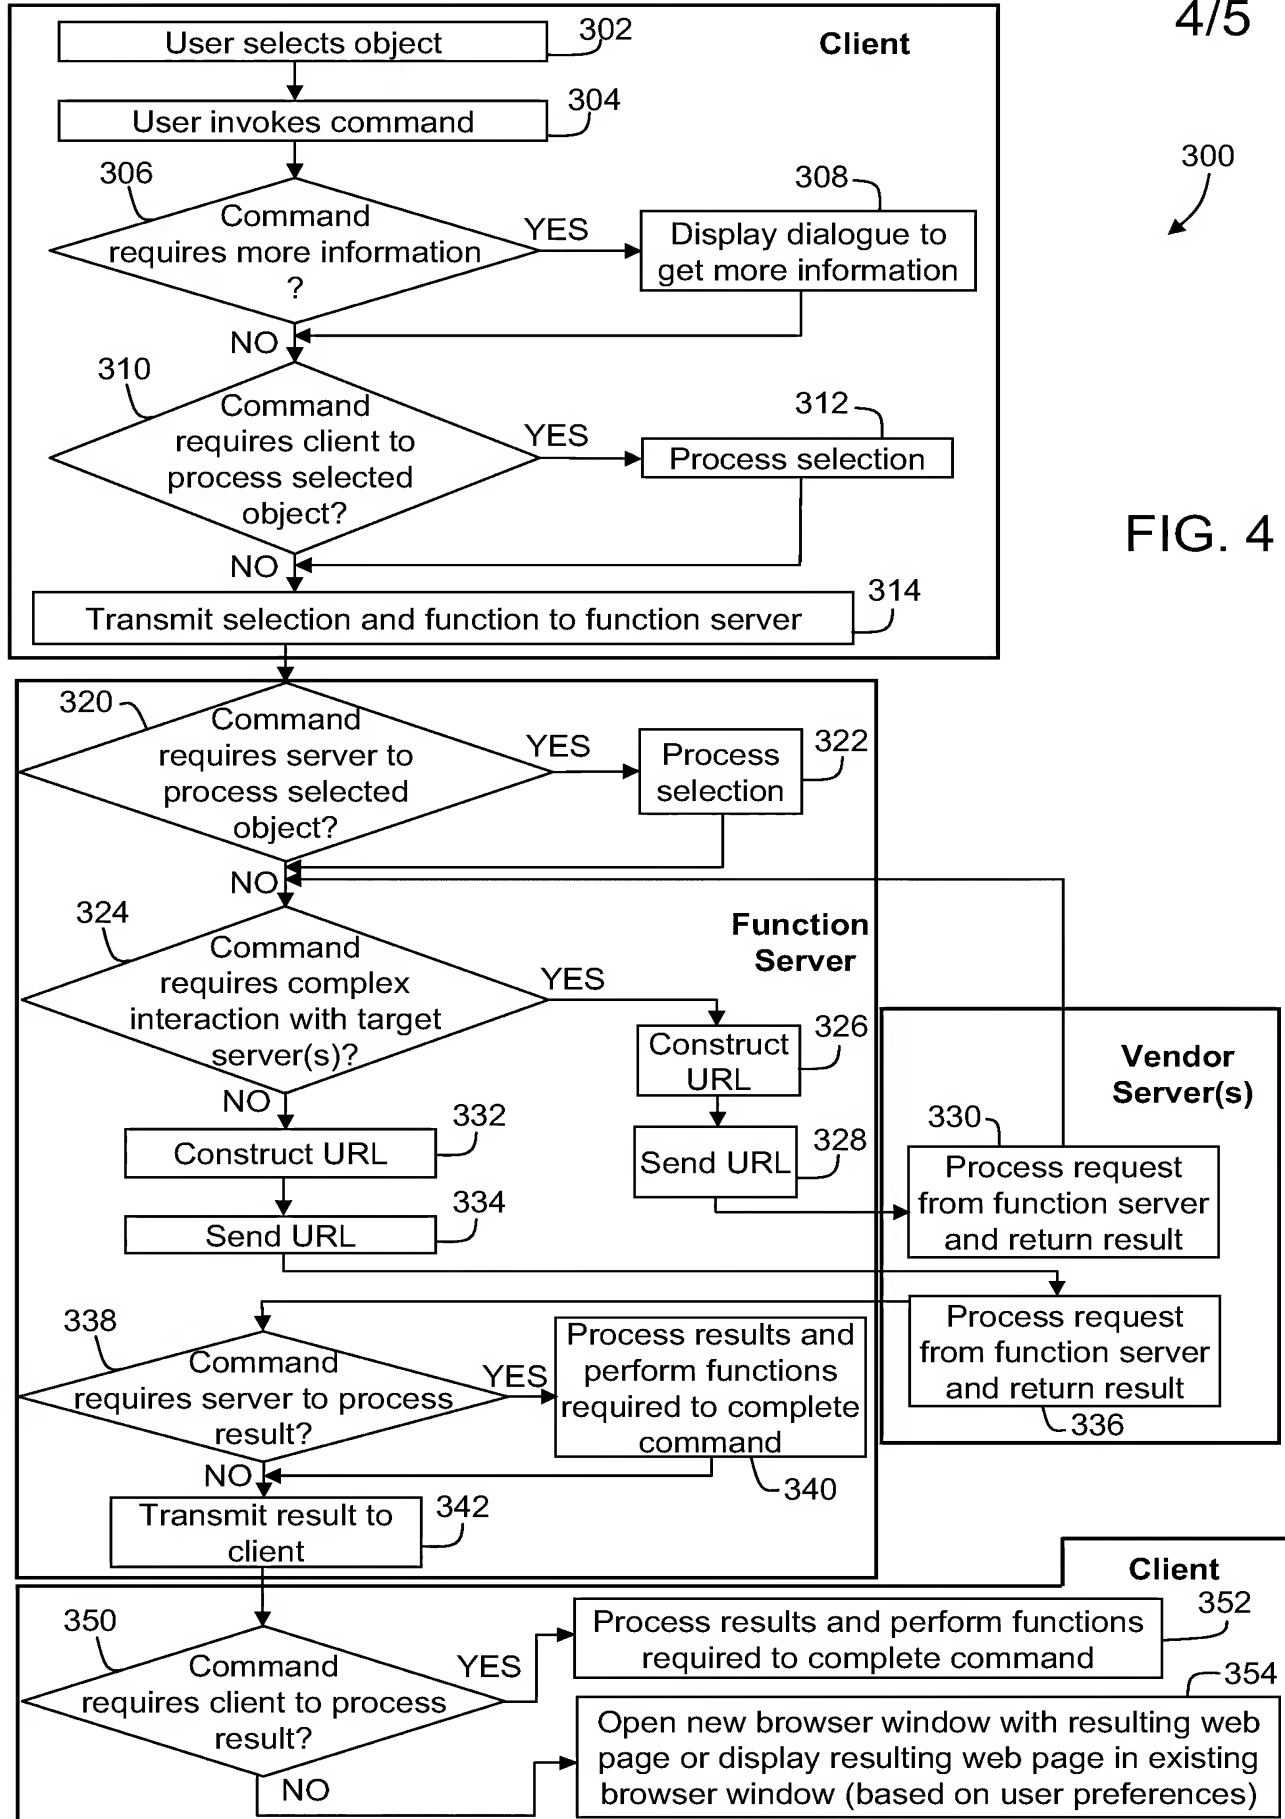 4/5
User selects object
302
Client
User invokes command
304
300
306
Command
requires more information
?
YES
308
Display dialogue to
get more information
NO
310
Command
requires client to
process selected
object?
YES
312
Process selection
FIG. 4
NO
Transmit selection and function to function server
314
320
Command
requires server to
process selected
object?
YES
Process
selection
322
NO
324
Command
requires complex
interaction with target
server(s)?
YES
Function
Server
Construct
URL
326
Vendor
Server(s)
NO
Construct URL
332
Send URL
328
330
Process request
from function server
and return result
Send URL
334
338
Command
requires server to process
result?
YES
Process results and
perform functions
required to complete
command
340
Process request
from function server
and return result
336
NO
Transmit result to
client
342
Client
350
Command
requires client to process
result?
YES
Process results and perform functions
required to complete command
352
354
Open new browser window with resulting web
page or display resulting web page in existing
browser window (based on user preferences)
NO